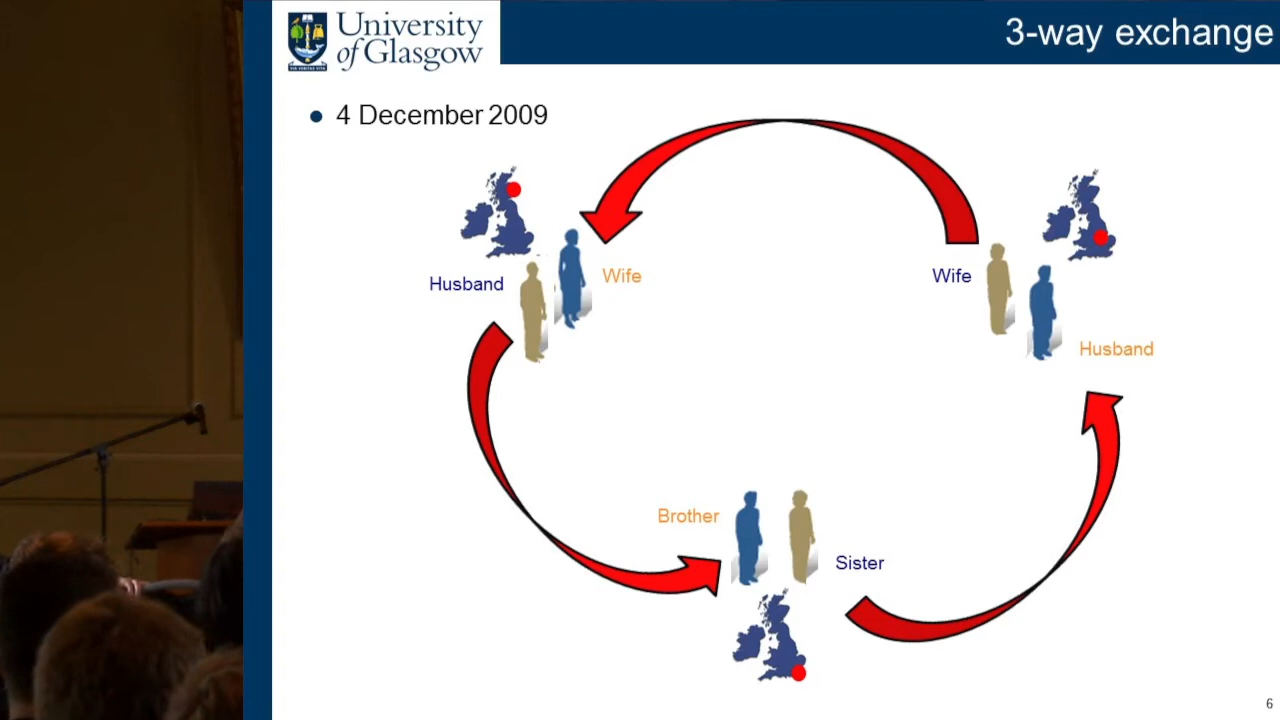 University
of Glasgow
3-way exchange
4 December 2009
Husband
Wife
Wife
Husband
Brother
Sister
6